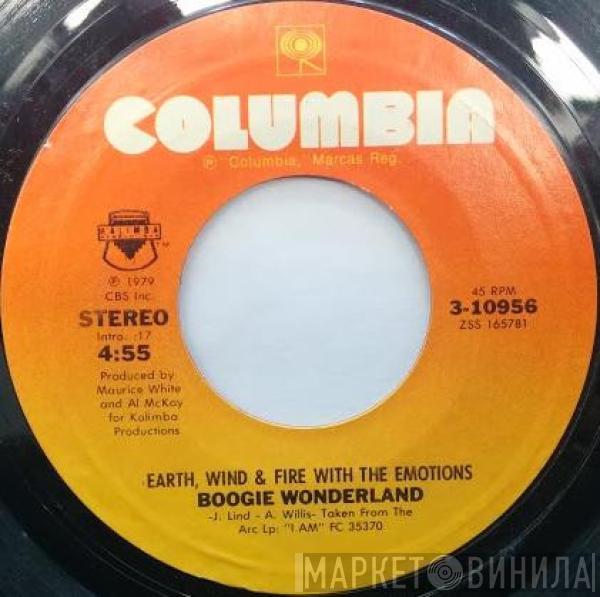 COLUMBIA
℗ "Columbia," Marcas Reg.
KALIMBA
TM
℗ 1979
CBS Inc.
STEREO
Intro. :17
4:55
Produced by
Maurice White
and Al McKay
for Kalimba
Productions
45 RPM
3-10956
ZSS 165781
EARTH, WIND & FIRE WITH THE EMOTIONS
BOOGIE WONDERLAND
-J. Lind - A. Willis- Taken From The
Arc Lp: "I AM" FC 35370
МАРКЕТ ВИНИЛА